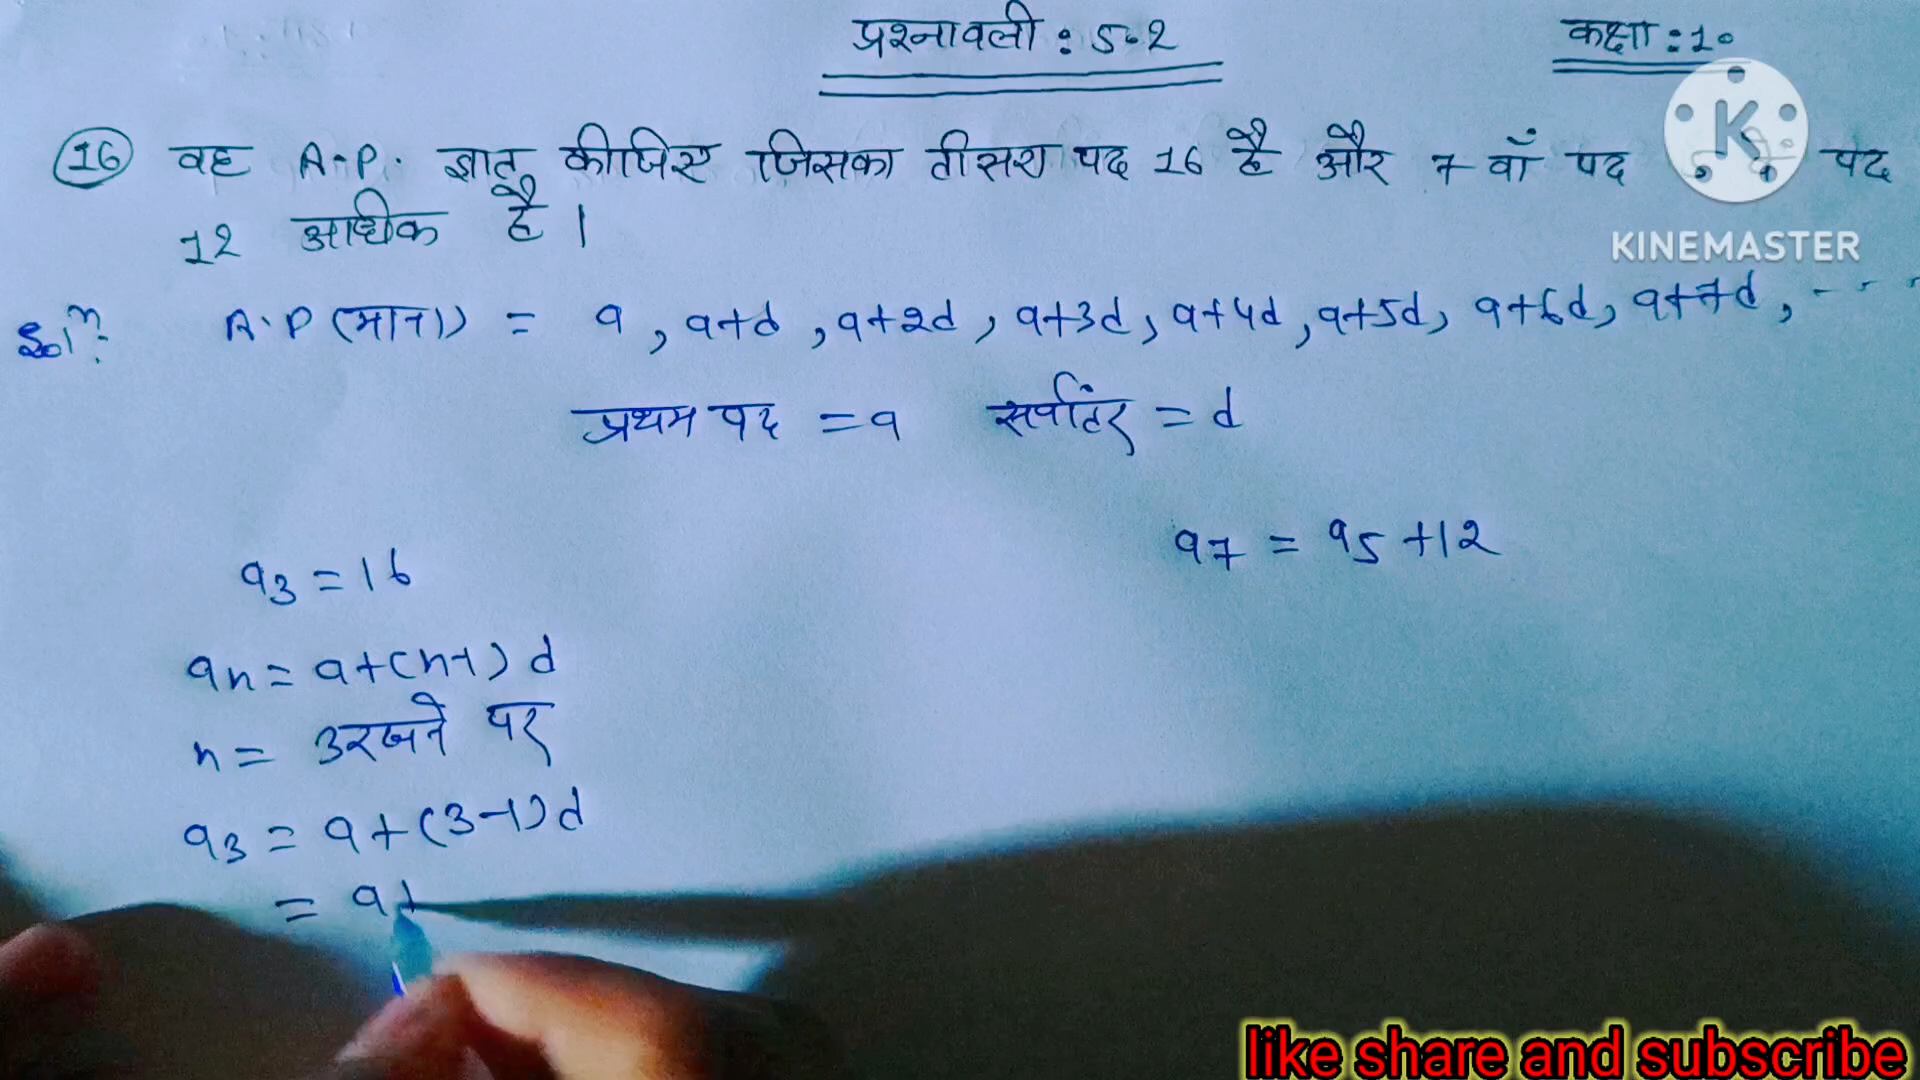 प्रश्नावली : 5.2
कक्षा : 10
16 वह A.P. ज्ञात कीजिए जिसका तीसरा पद 16 है और 7 वाँ पद पद
12 अधीक है |
KINEMASTER
Solⁿ: A.P (माना) = a, a+d, a+2d, a+3d, a+4d, a+5d, a+6d, a+7d, ----
प्रथम पद = a सर्वांतर = d
a3 = 16
a7 = a5 + 12
an = a+(n-1) d
n = 3 रखने पर
a3 = a+(3-1)d
= a+
like share and subscribe